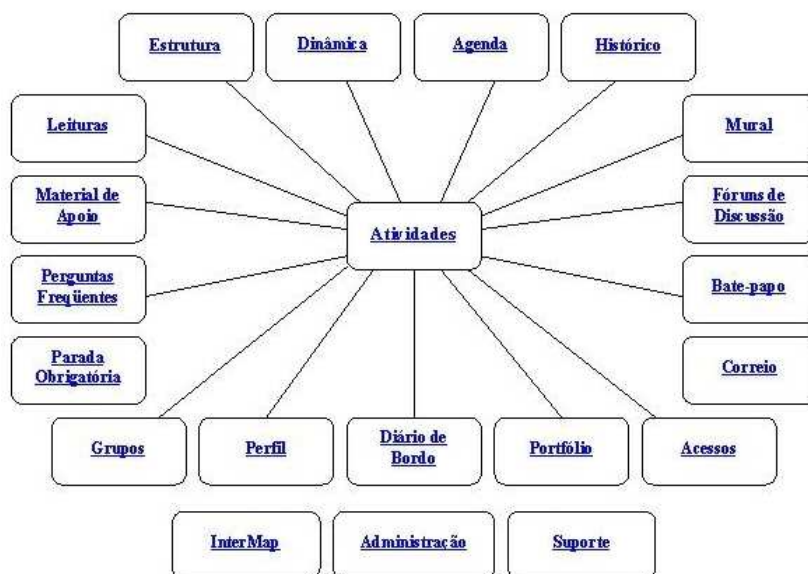 Estrutura
Dinâmica
Agenda
Histórico
Leituras
Mural
Material de
Apoio
Atividades
Fóruns de
Discussão
Perguntas
Freqüentes
Bate-papo
Parada
Obrigatória
Correio
Grupos
Perfil
Diário de
Bordo
Portfólio
Acessos
InterMap
Administração
Suporte